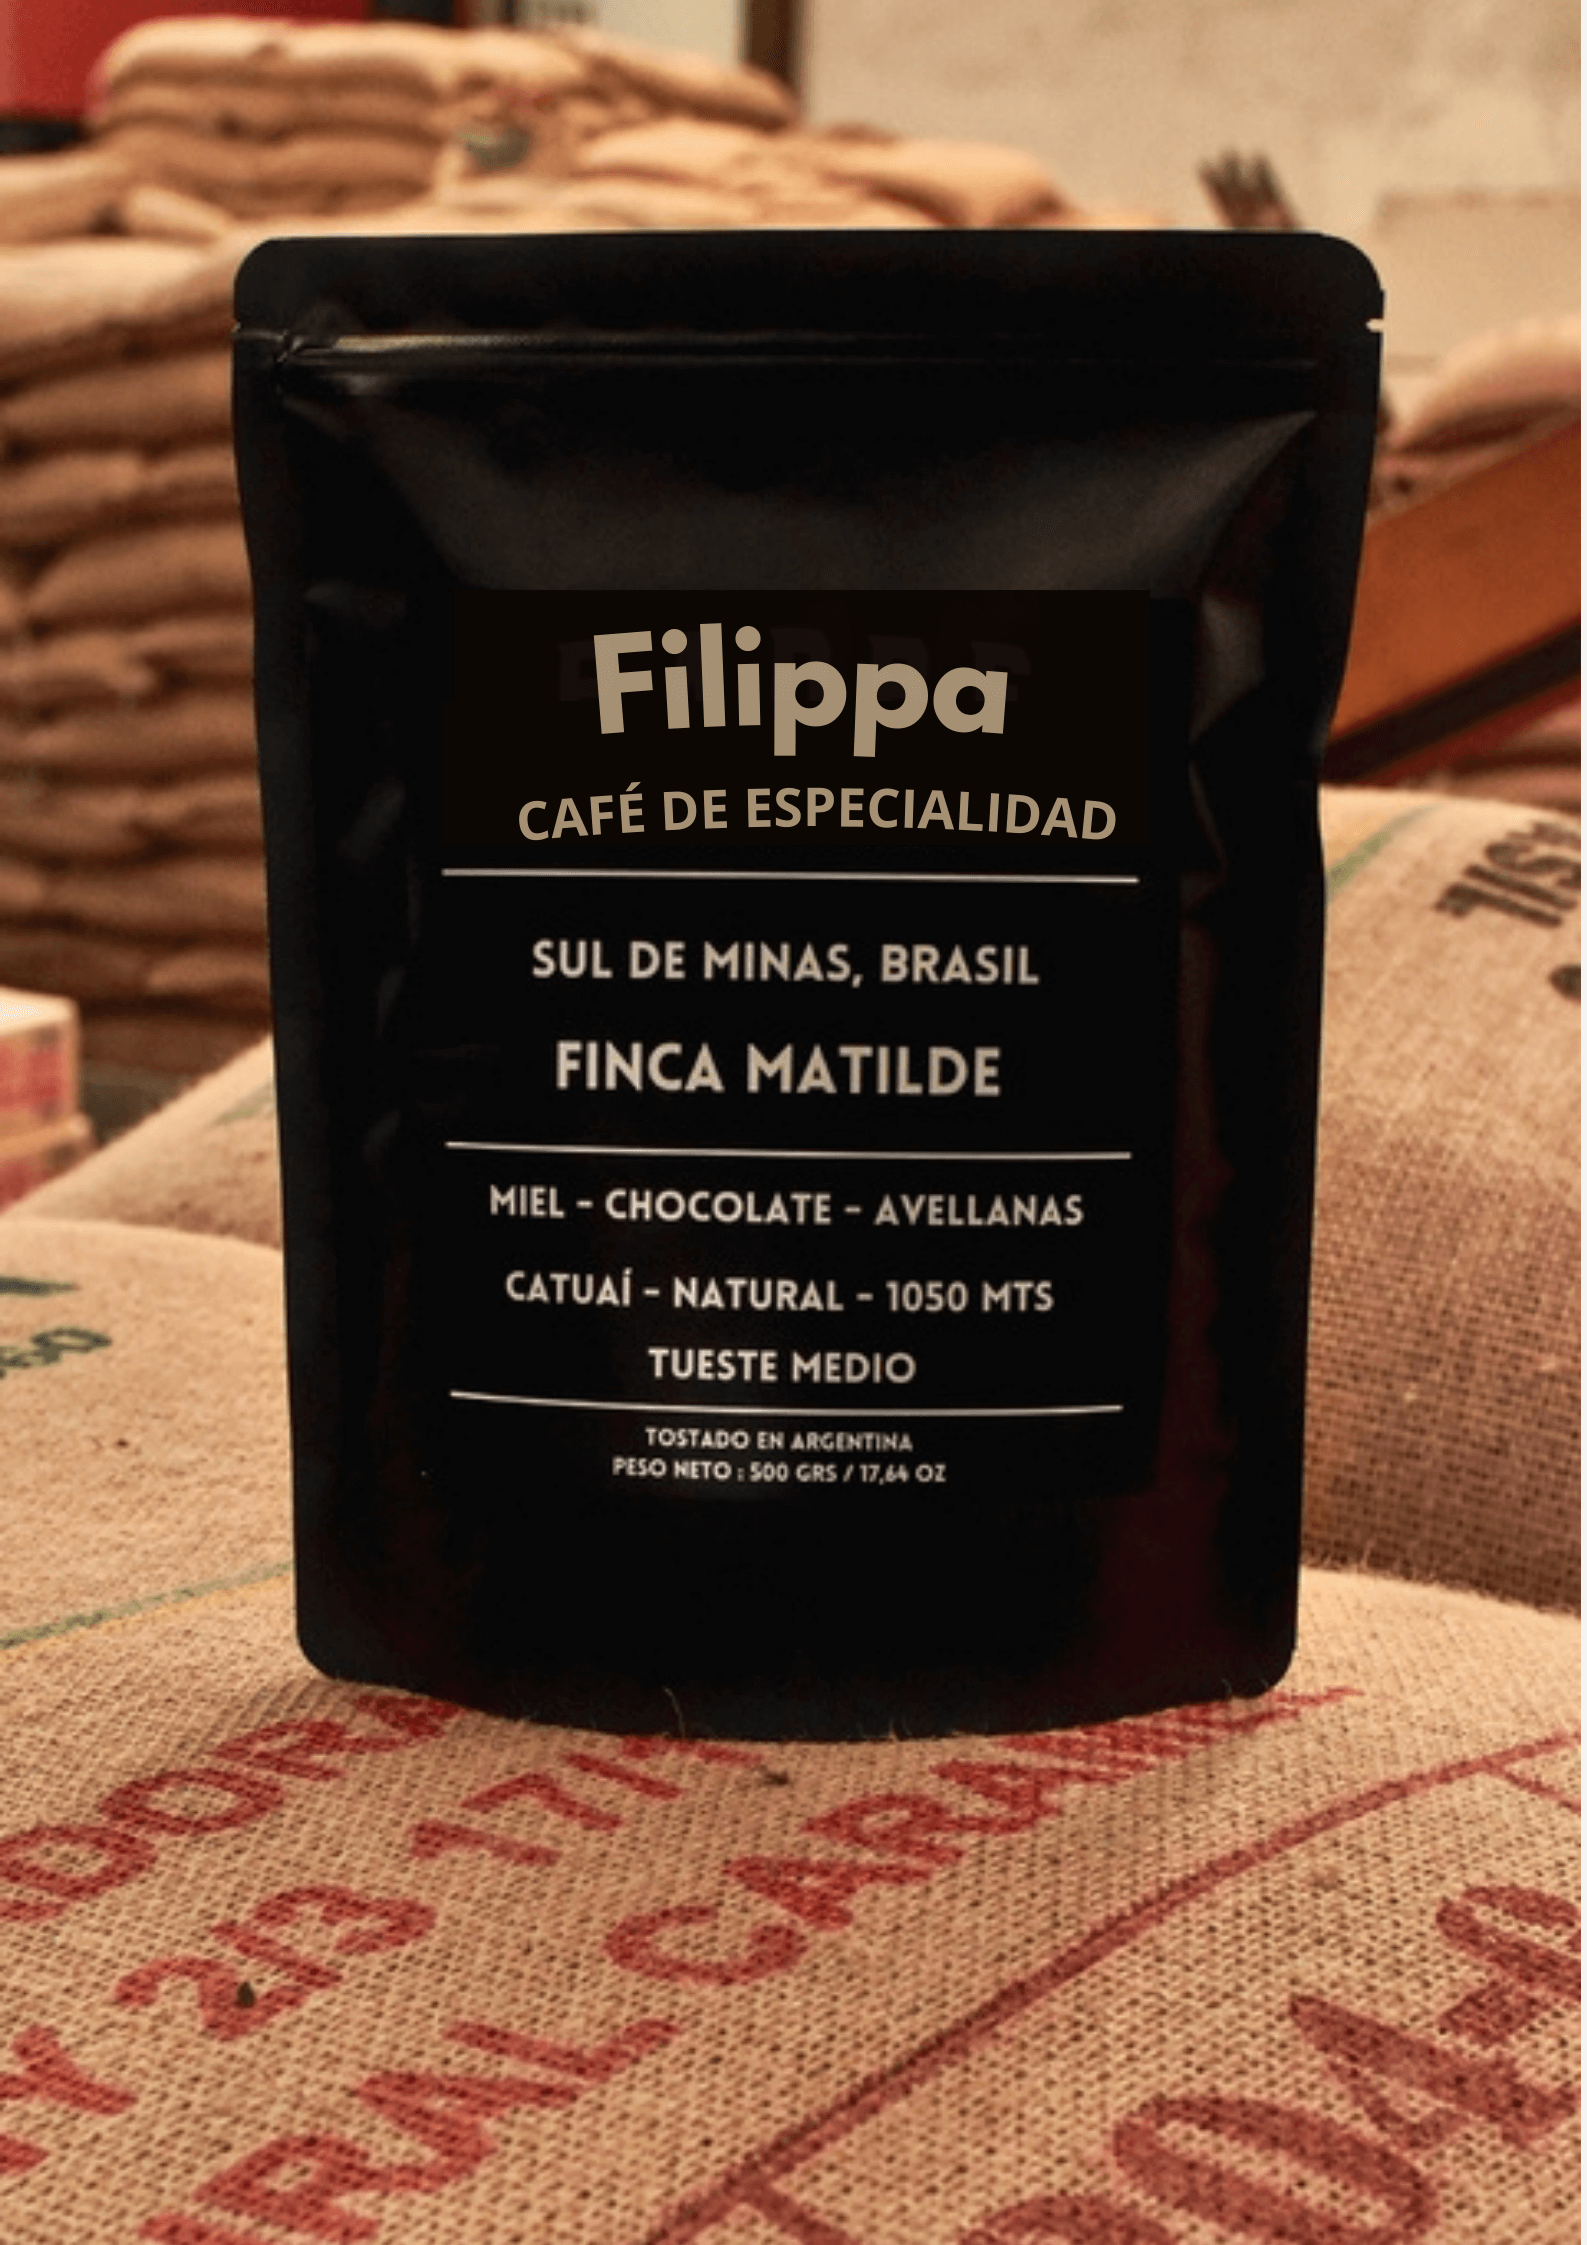 Filippa
CAFÉ DE ESPECIALIDAD
SUL DE MINAS, BRASIL
FINCA MATILDE
MIEL - CHOCOLATE - AVELLANAS
CATUAÍ - NATURAL - 1050 MTS
TUESTE MEDIO
TOSTADO EN ARGENTINA
PESO NETO : 500 GRS / 17,64 OZ